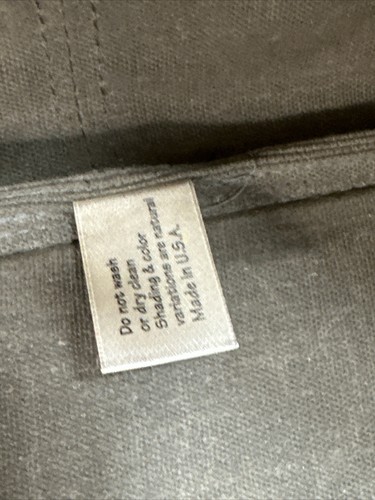 Do not wash
or dry clean
Shading & color
variations are natural
Made in U.S.A.